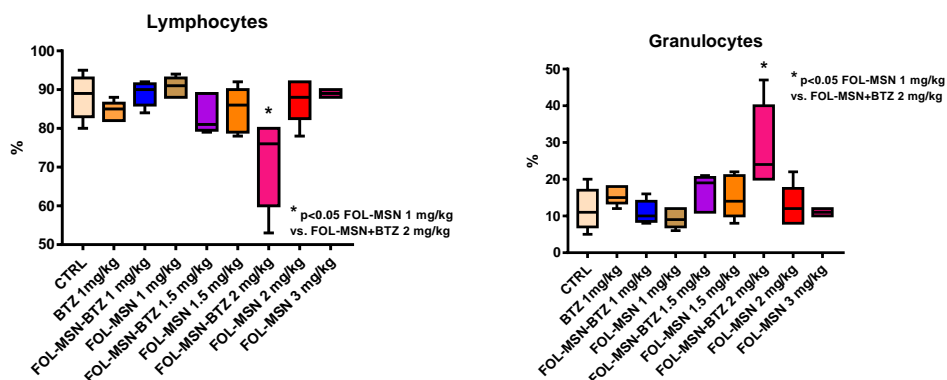 Lymphocytes
100
90
80
70
60
50
%
*
* p<0.05 FOL-MSN 1 mg/kg
vs. FOL-MSN+BTZ 2 mg/kg
CTRL
BTZ 1mg/kg
FOL-MSN-BTZ 1 mg/kg
FOL-MSN 1 mg/kg
FOL-MSN-BTZ 1.5 mg/kg
FOL-MSN 1.5 mg/kg
FOL-MSN-BTZ 2 mg/kg
FOL-MSN 2 mg/kg
FOL-MSN 3 mg/kg
Granulocytes
50
40
30
20
10
0
%
*
* p<0.05 FOL-MSN 1 mg/kg
vs. FOL-MSN+BTZ 2 mg/kg
CTRL
BTZ 1mg/kg
FOL-MSN-BTZ 1 mg/kg
FOL-MSN 1 mg/kg
FOL-MSN-BTZ 1.5 mg/kg
FOL-MSN 1.5 mg/kg
FOL-MSN-BTZ 2 mg/kg
FOL-MSN 2 mg/kg
FOL-MSN 3 mg/kg